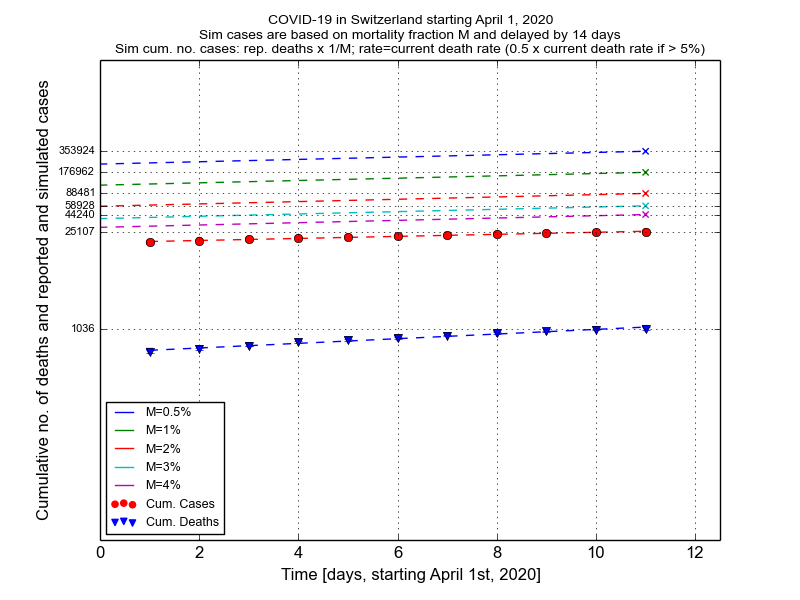 COVID-19 in Switzerland starting April 1, 2020
Sim cases are based on mortality fraction M and delayed by 14 days
Sim cum. no. cases: rep. deaths x 1/M; rate=current death rate (0.5 x current death rate if > 5%)
Cumulative no. of deaths and reported and simulated cases
353924
176962
88481
58928
44240
25107
1036
M=0.5%
M=1%
M=2%
M=3%
M=4%
Cum. Cases
Cum. Deaths
0 2 4 6 8 10 12
Time [days, starting April 1st, 2020]